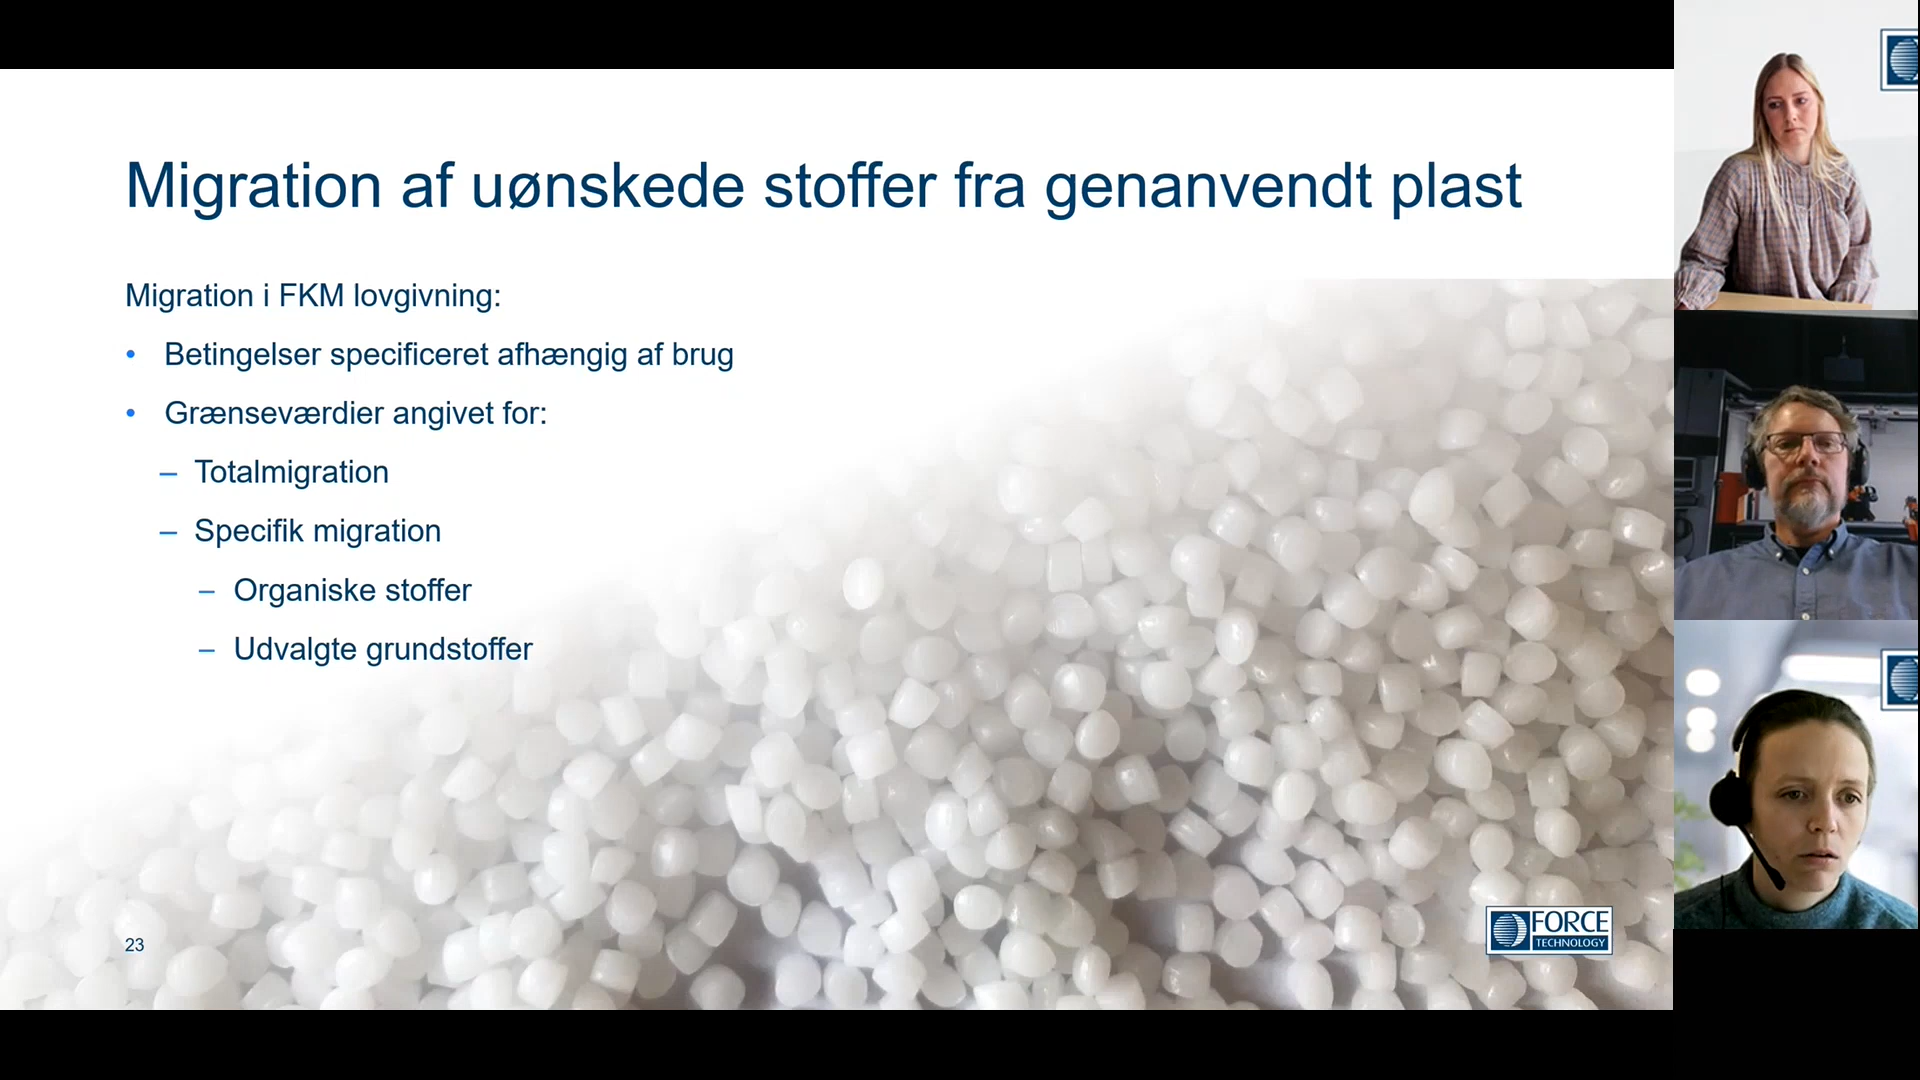 Migration af uønskede stoffer fra genanvendt plast
Migration i FKM lovgivning:
• Betingelser specificeret afhængig af brug
• Grænseværdier angivet for:
– Totalmigration
– Specifik migration
– Organiske stoffer
– Udvalgte grundstoffer
23
FORCE
TECHNOLOGY